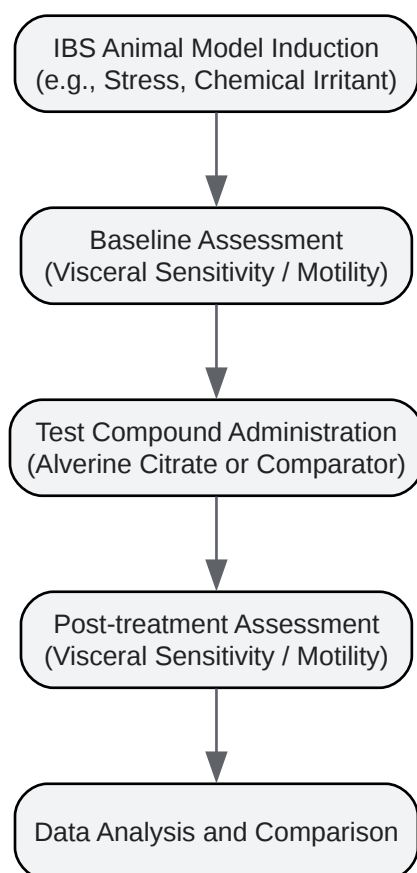 IBS Animal Model Induction
(e.g., Stress, Chemical Irritant)
Baseline Assessment
(Visceral Sensitivity / Motility)
Test Compound Administration
(Alverine Citrate or Comparator)
Post-treatment Assessment
(Visceral Sensitivity / Motility)
Data Analysis and Comparison